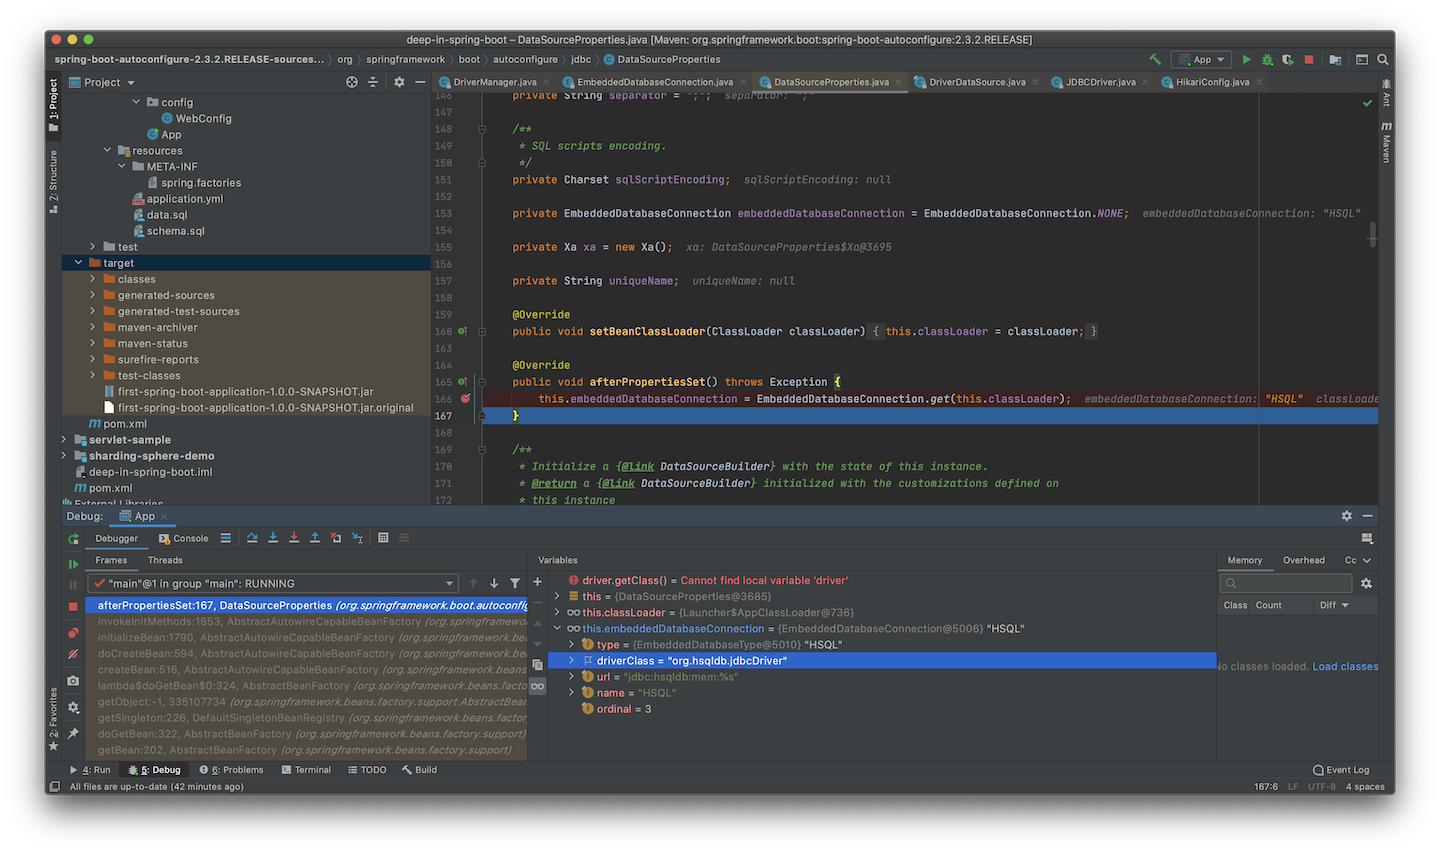 deep-in-spring-boot – DataSourceProperties.java [Maven: org.springframework.boot:spring-boot-autoconfigure:2.3.2.RELEASE]
spring-boot-autoconfigure-2.3.2.RELEASE-sources... org springframework boot autoconfigure jdbc DataSourceProperties App
Project DriverManager.java EmbeddedDatabaseConnection.java DataSourceProperties.java DriverDataSource.java JDBCDriver.java HikariConfig.java
1: Project
Z: Structure
2: Favorites
Ant
Maven
config
WebConfig
App
resources
META-INF
spring.factories
application.yml
data.sql
schema.sql
test
target
classes
generated-sources
generated-test-sources
maven-archiver
maven-status
surefire-reports
test-classes
first-spring-boot-application-1.0.0-SNAPSHOT.jar
first-spring-boot-application-1.0.0-SNAPSHOT.jar.original
pom.xml
servlet-sample
sharding-sphere-demo
deep-in-spring-boot.iml
pom.xml
External Libraries
146 private String separator = ";"; separator: ";"
147
148 /**
149 * SQL scripts encoding.
150 */
151 private Charset sqlScriptEncoding; sqlScriptEncoding: null
152
153 private EmbeddedDatabaseConnection embeddedDatabaseConnection = EmbeddedDatabaseConnection.NONE; embeddedDatabaseConnection: "HSQL"
154
155 private Xa xa = new Xa(); xa: DataSourceProperties$Xa@3695
156
157 private String uniqueName; uniqueName: null
158
159 @Override
160 public void setBeanClassLoader(ClassLoader classLoader) { this.classLoader = classLoader; }
163
164 @Override
165 public void afterPropertiesSet() throws Exception {
166 this.embeddedDatabaseConnection = EmbeddedDatabaseConnection.get(this.classLoader); embeddedDatabaseConnection: "HSQL" classLoade
167 }
168
169 /**
170 * Initialize a {@link DataSourceBuilder} with the state of this instance.
171 * @return a {@link DataSourceBuilder} initialized with the customizations defined on
172 * this instance
Debug: App
Debugger Console
Frames Threads
"main"@1 in group "main": RUNNING
afterPropertiesSet:167, DataSourceProperties (org.springframework.boot.autoconfig
invokeInitMethods:1853, AbstractAutowireCapableBeanFactory (org.springframework.b
initializeBean:1790, AbstractAutowireCapableBeanFactory (org.springframework.bean
doCreateBean:594, AbstractAutowireCapableBeanFactory (org.springframework.beans
createBean:516, AbstractAutowireCapableBeanFactory (org.springframework.beans.fa
lambda$doGetBean$0:324, AbstractBeanFactory (org.springframework.beans.facto
getObject:-1, 335107734 (org.springframework.beans.factory.support.AbstractBean
getSingleton:226, DefaultSingletonBeanRegistry (org.springframework.beans.factory
doGetBean:322, AbstractBeanFactory (org.springframework.beans.factory.support)
getBean:202, AbstractBeanFactory (org.springframework.beans.factory.support)
Variables
driver.getClass() = Cannot find local variable 'driver'
this = {DataSourceProperties@3685}
this.classLoader = {Launcher$AppClassLoader@736}
this.embeddedDatabaseConnection = {EmbeddedDatabaseConnection@5006} "HSQL"
type = {EmbeddedDatabaseType@5010} "HSQL"
driverClass = "org.hsqldb.jdbcDriver"
url = "jdbc:hsqldb:mem:%s"
name = "HSQL"
ordinal = 3
Memory Overhead Co
Class Count Diff
No classes loaded. Load classes
4: Run 5: Debug 6: Problems Terminal TODO Build Event Log
All files are up-to-date (42 minutes ago) 167:6 LF UTF-8 4 spaces